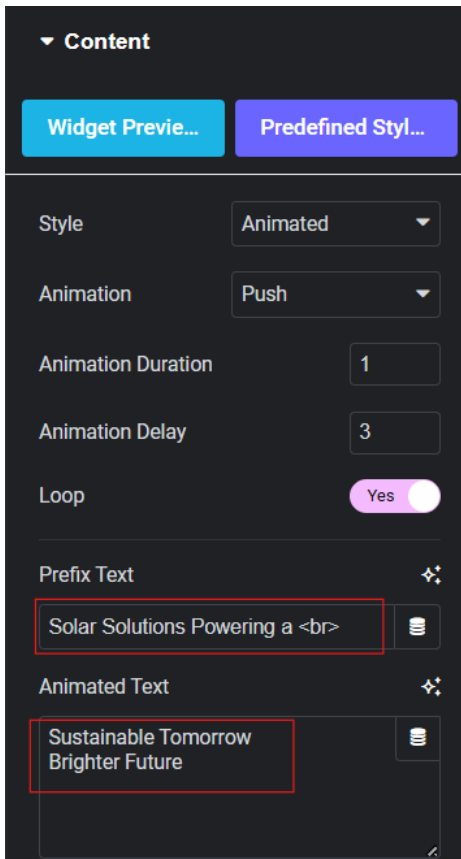 Content
Widget Previe... Predefined Styl...
Style Animated
Animation Push
Animation Duration 1
Animation Delay 3
Loop Yes
Prefix Text
Solar Solutions Powering a <br>
Animated Text
Sustainable Tomorrow
Brighter Future